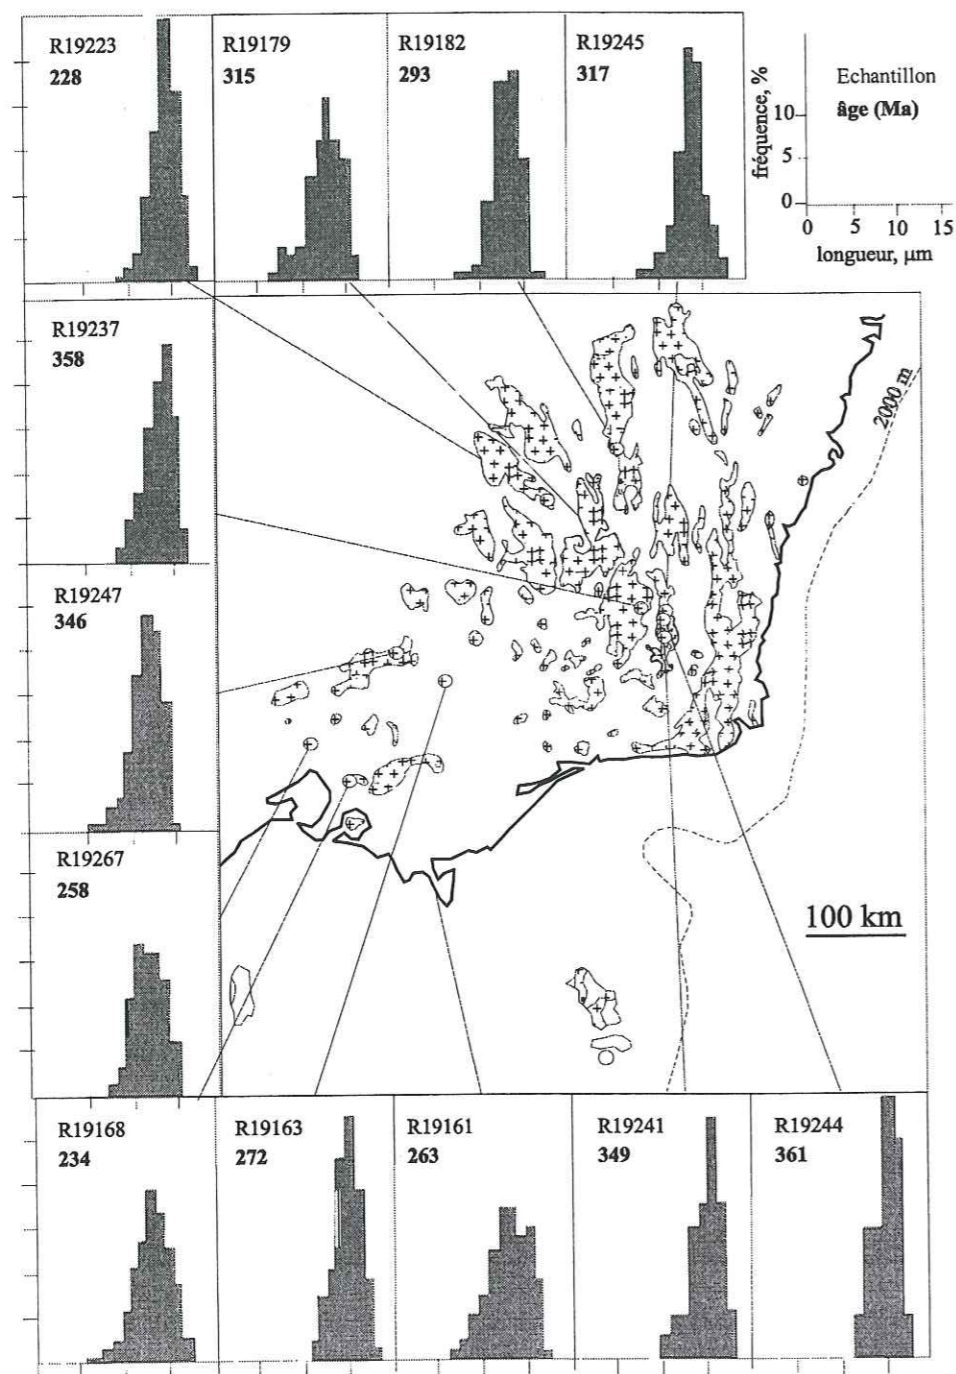 R19223
228
R19179
315
R19182
293
R19245
317
fréquence, %
10
5
0
Echantillon
âge (Ma)
0 5 10 15
longueur, µm
R19237
358
2000 m
R19247
346
R19267
258
100 km
R19168
234
R19163
272
R19161
263
R19241
349
R19244
361